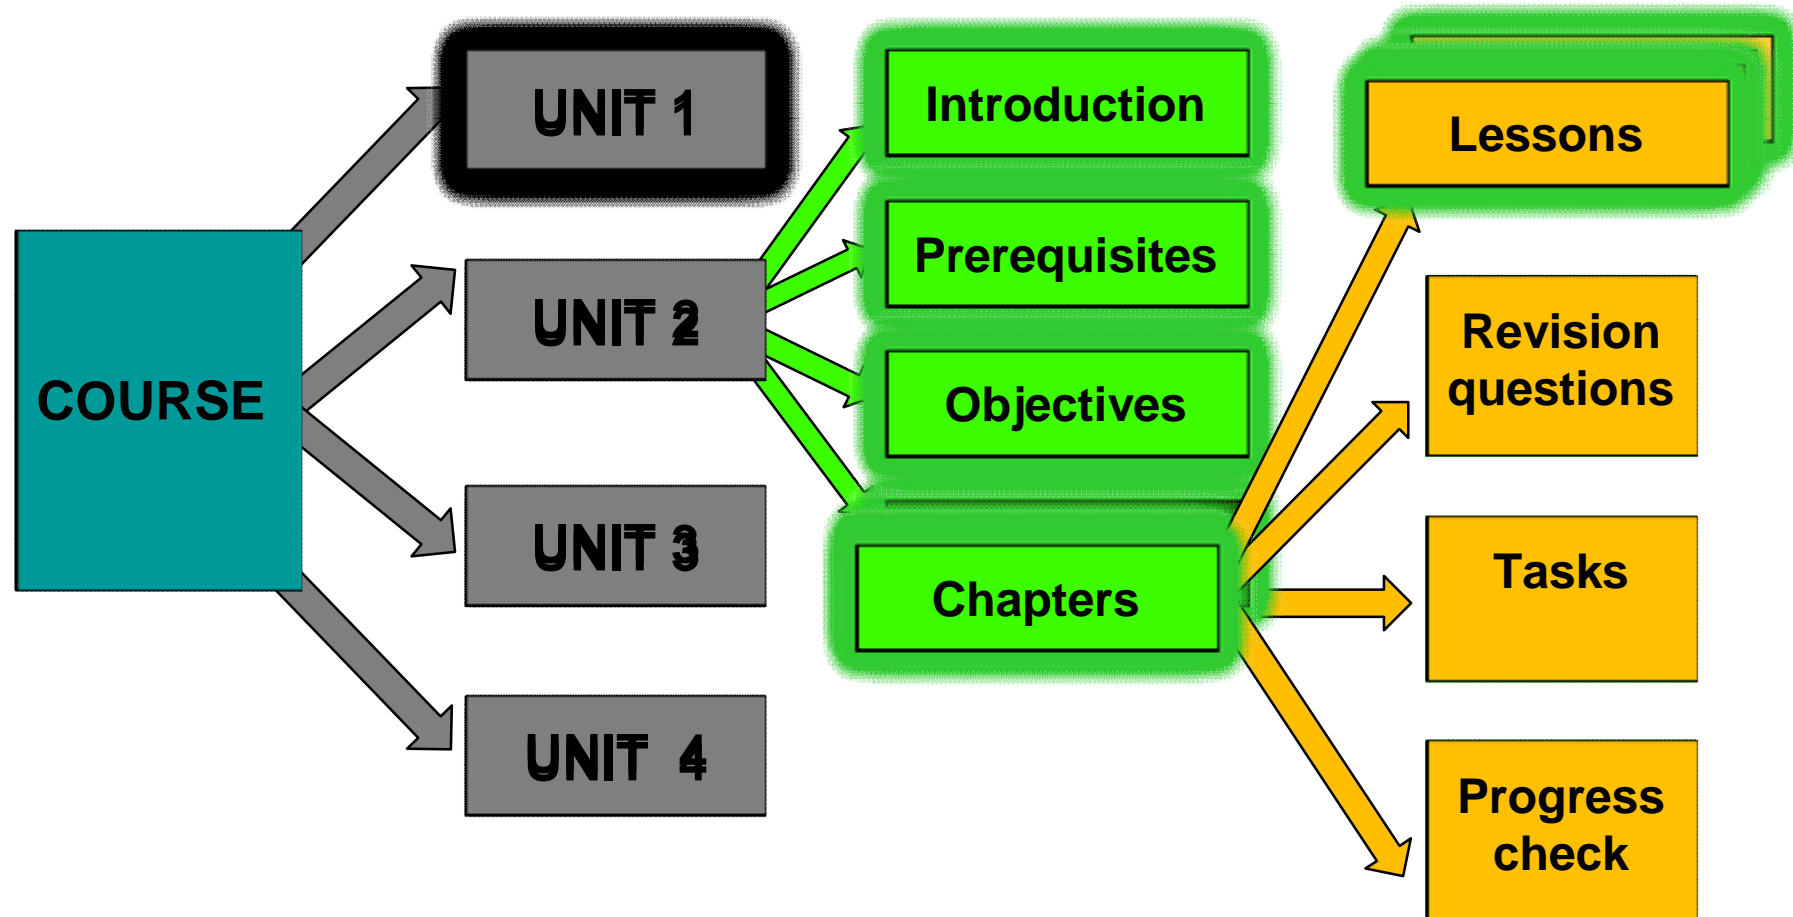 COURSE
UNIT 1
UNIT 2
UNIT 3
UNIT 4
Introduction
Prerequisites
Objectives
Chapters
Lessons
Revision
questions
Tasks
Progress
check